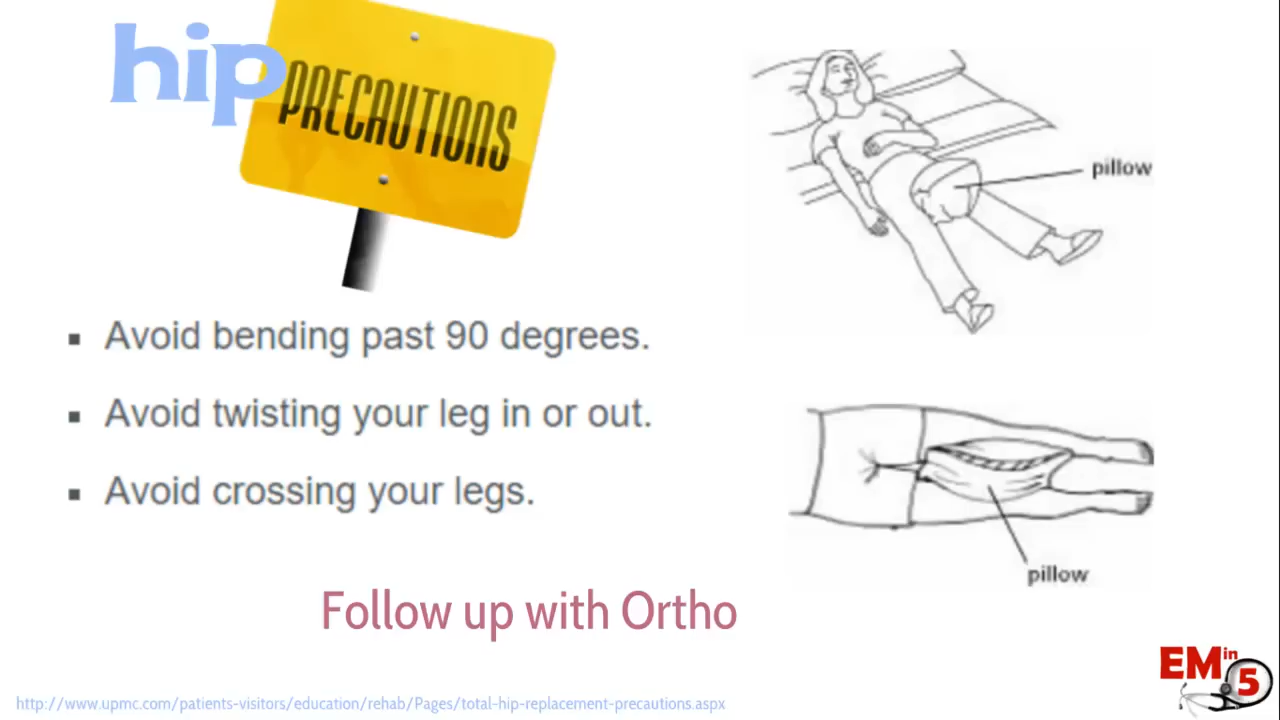 hip
PRECAUTIONS
pillow
▪ Avoid bending past 90 degrees.
▪ Avoid twisting your leg in or out.
▪ Avoid crossing your legs.
pillow
Follow up with Ortho
EM in 5
http://www.upmc.com/patients-visitors/education/rehab/Pages/total-hip-replacement-precautions.aspx